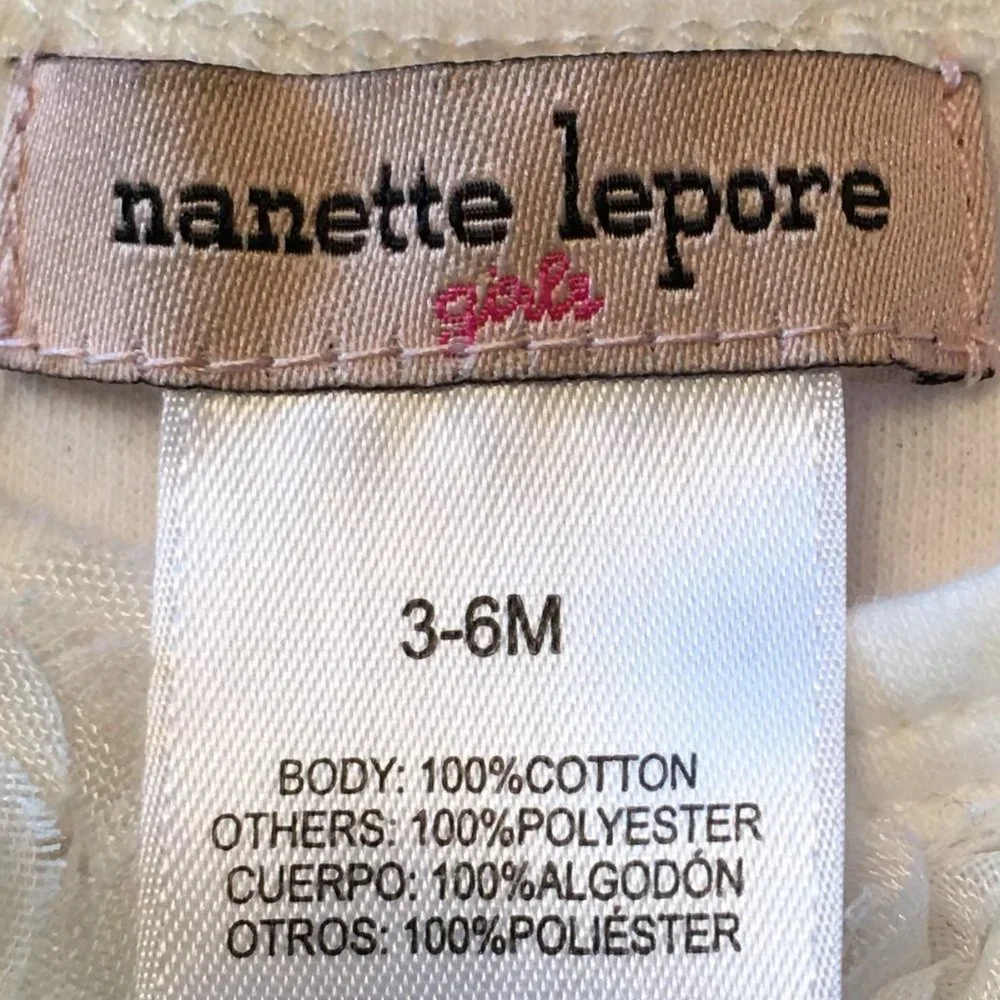 nanette lepore
girls
3-6M
BODY: 100%COTTON
OTHERS: 100%POLYESTER
CUERPO: 100%ALGODÓN
OTROS: 100%POLIÉSTER